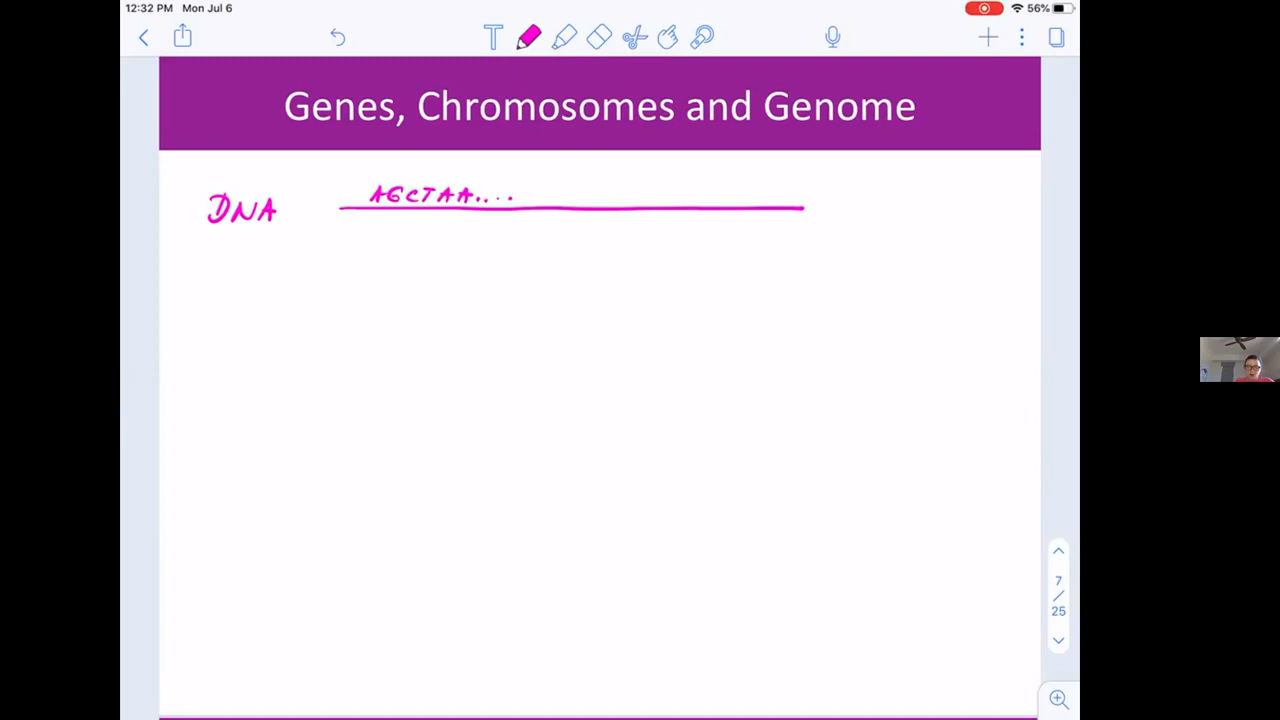 12:32 PM Mon Jul 6
56%
Genes, Chromosomes and Genome
AGCTAA....
DNA
7
/
25